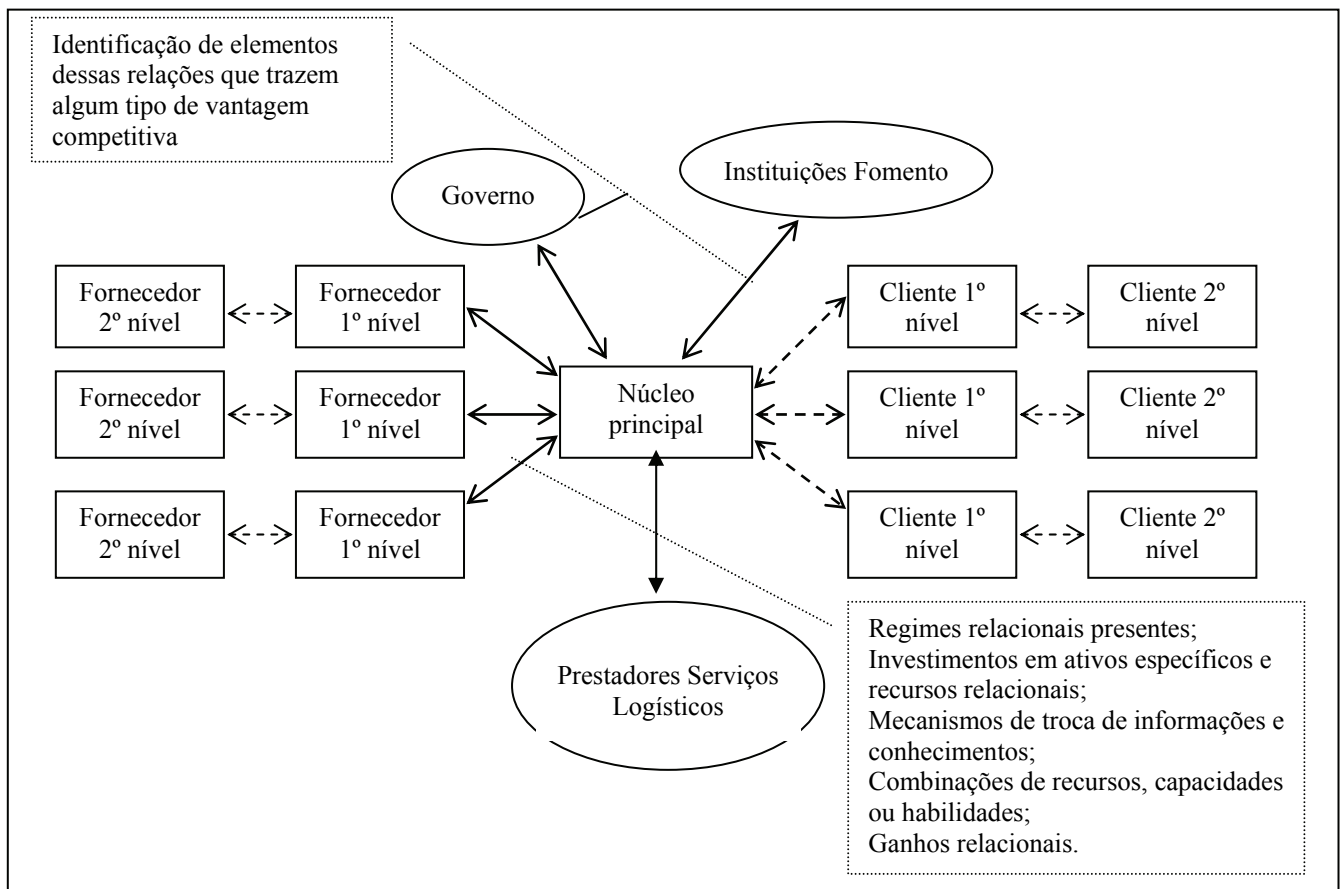 Identificação de elementos
dessas relações que trazem
algum tipo de vantagem
competitiva
Governo
Instituições Fomento
Fornecedor
2º nível
Fornecedor
1º nível
Cliente 1º
nível
Cliente 2º
nível
Fornecedor
2º nível
Fornecedor
1º nível
Núcleo
principal
Cliente 1º
nível
Cliente 2º
nível
Fornecedor
2º nível
Fornecedor
1º nível
Cliente 1º
nível
Cliente 2º
nível
Prestadores Serviços
Logísticos
Regimes relacionais presentes;
Investimentos em ativos específicos e
recursos relacionais;
Mecanismos de troca de informações e
conhecimentos;
Combinações de recursos, capacidades
ou habilidades;
Ganhos relacionais.